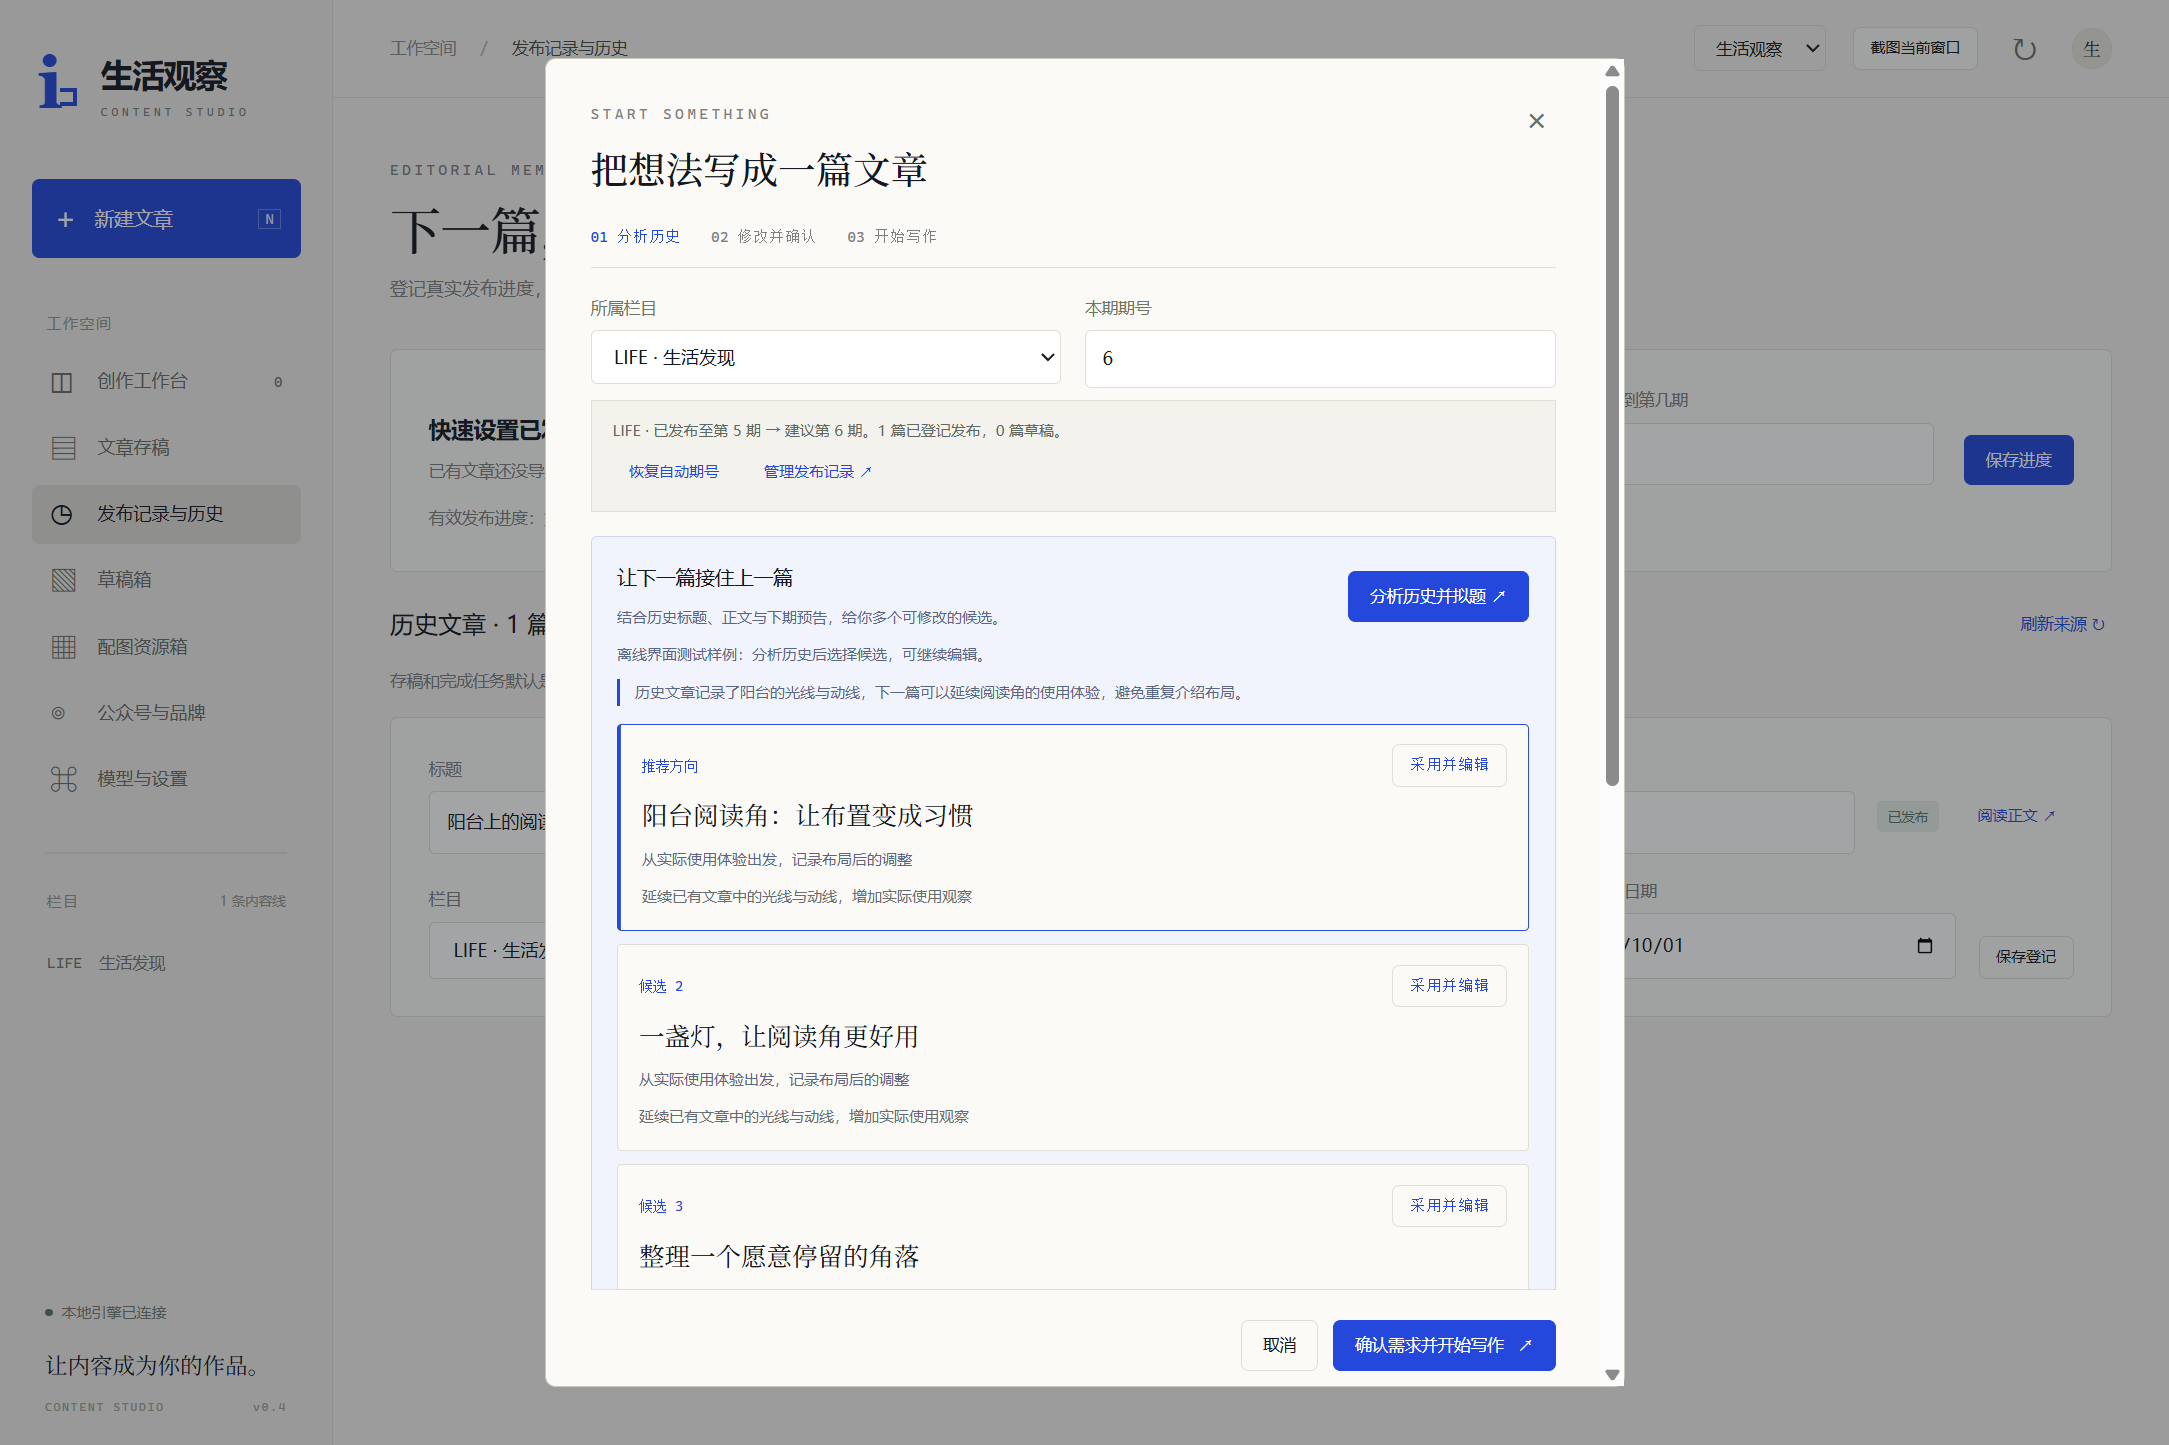 生活观察
CONTENT STUDIO
+ 新建文章 N
工作空间
创作工作台 0
文章存稿
发布记录与历史
草稿箱
配图资源箱
公众号与品牌
模型与设置
栏目 1 条内容线
LIFE 生活发现
本地引擎已连接
让内容成为你的作品。
CONTENT STUDIO v0.4
工作空间 / 发布记录与历史
生活观察
截图当前窗口
生
EDITORIAL MEM
下一篇，
登记真实发布进度，
快速设置已
已有文章还没导
有效发布进度：
到第几期
保存进度
历史文章 · 1 篇
刷新来源 ↻
存稿和完成任务默认
标题
阳台上的阅
已发布
阅读正文 ↗
栏目
LIFE · 生活
日期
/10/01
保存登记
START SOMETHING
×
把想法写成一篇文章
01 分析历史 02 修改并确认 03 开始写作
所属栏目 本期期号
LIFE · 生活发现 6
LIFE · 已发布至第 5 期 → 建议第 6 期。1 篇已登记发布，0 篇草稿。
恢复自动期号 管理发布记录 ↗
让下一篇接住上一篇
分析历史并拟题 ↗
结合历史标题、正文与下期预告，给你多个可修改的候选。
离线界面测试样例：分析历史后选择候选，可继续编辑。
历史文章记录了阳台的光线与动线，下一篇可以延续阅读角的使用体验，避免重复介绍布局。
推荐方向 采用并编辑
阳台阅读角：让布置变成习惯
从实际使用体验出发，记录布局后的调整
延续已有文章中的光线与动线，增加实际使用观察
候选 2 采用并编辑
一盏灯，让阅读角更好用
从实际使用体验出发，记录布局后的调整
延续已有文章中的光线与动线，增加实际使用观察
候选 3 采用并编辑
整理一个愿意停留的角落
取消 确认需求并开始写作 ↗